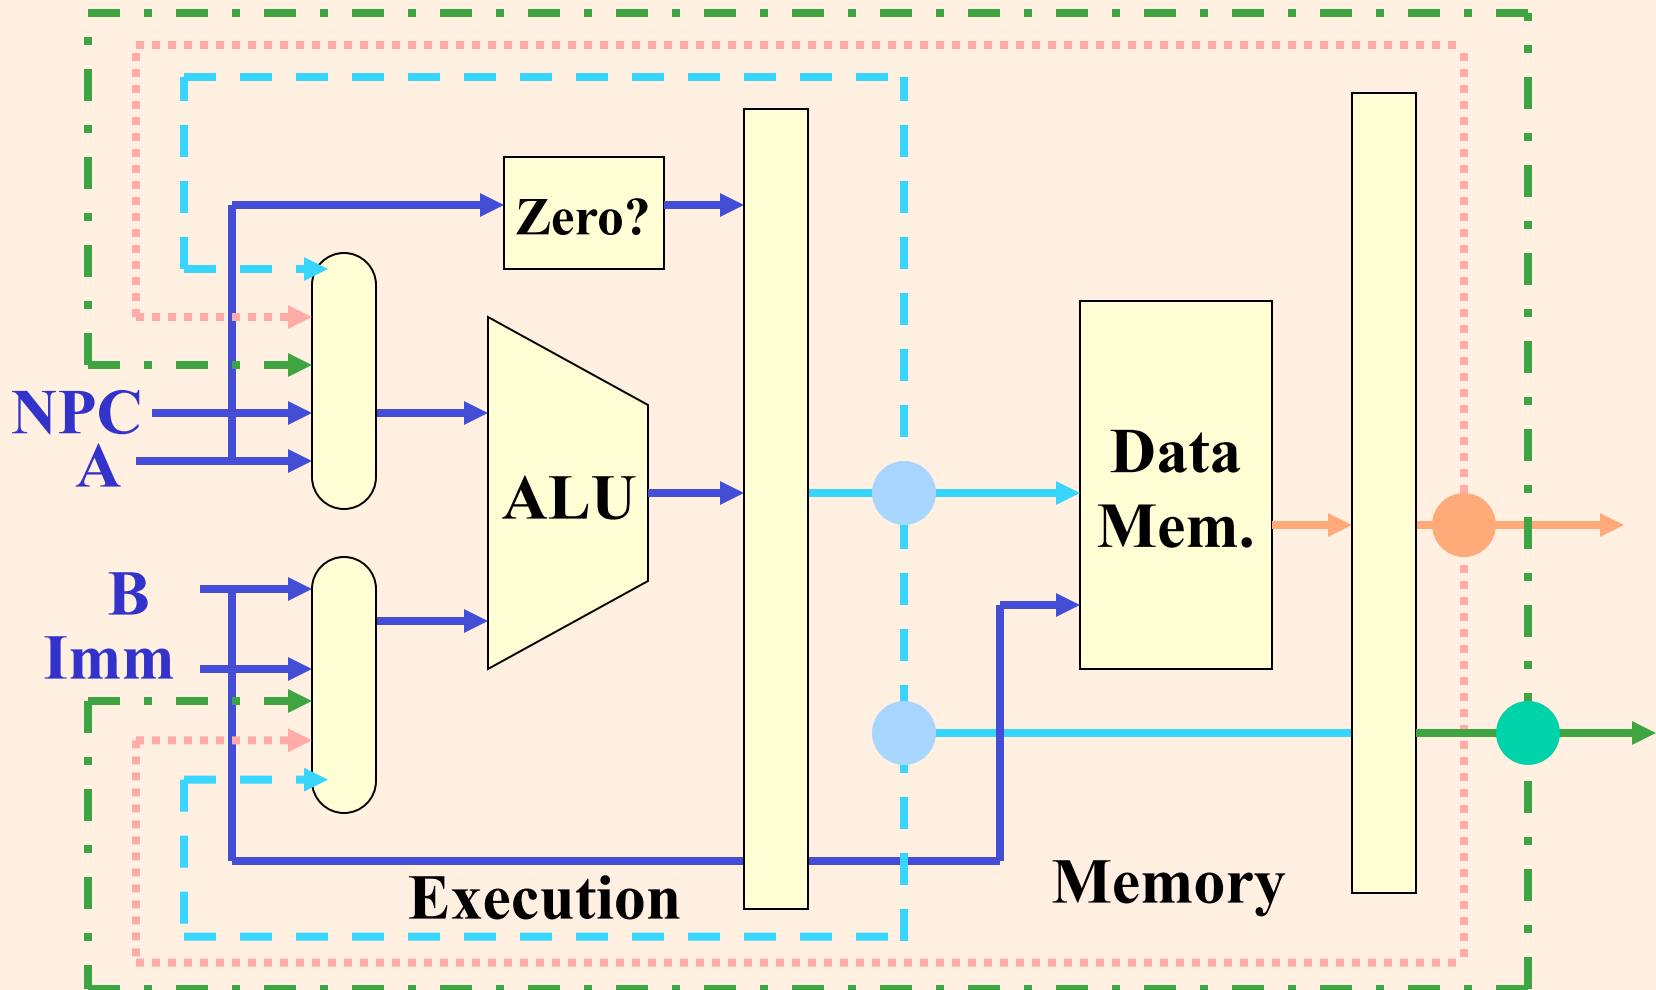 Zero?
NPC
A
ALU
Data
Mem.
B
Imm
Execution
Memory